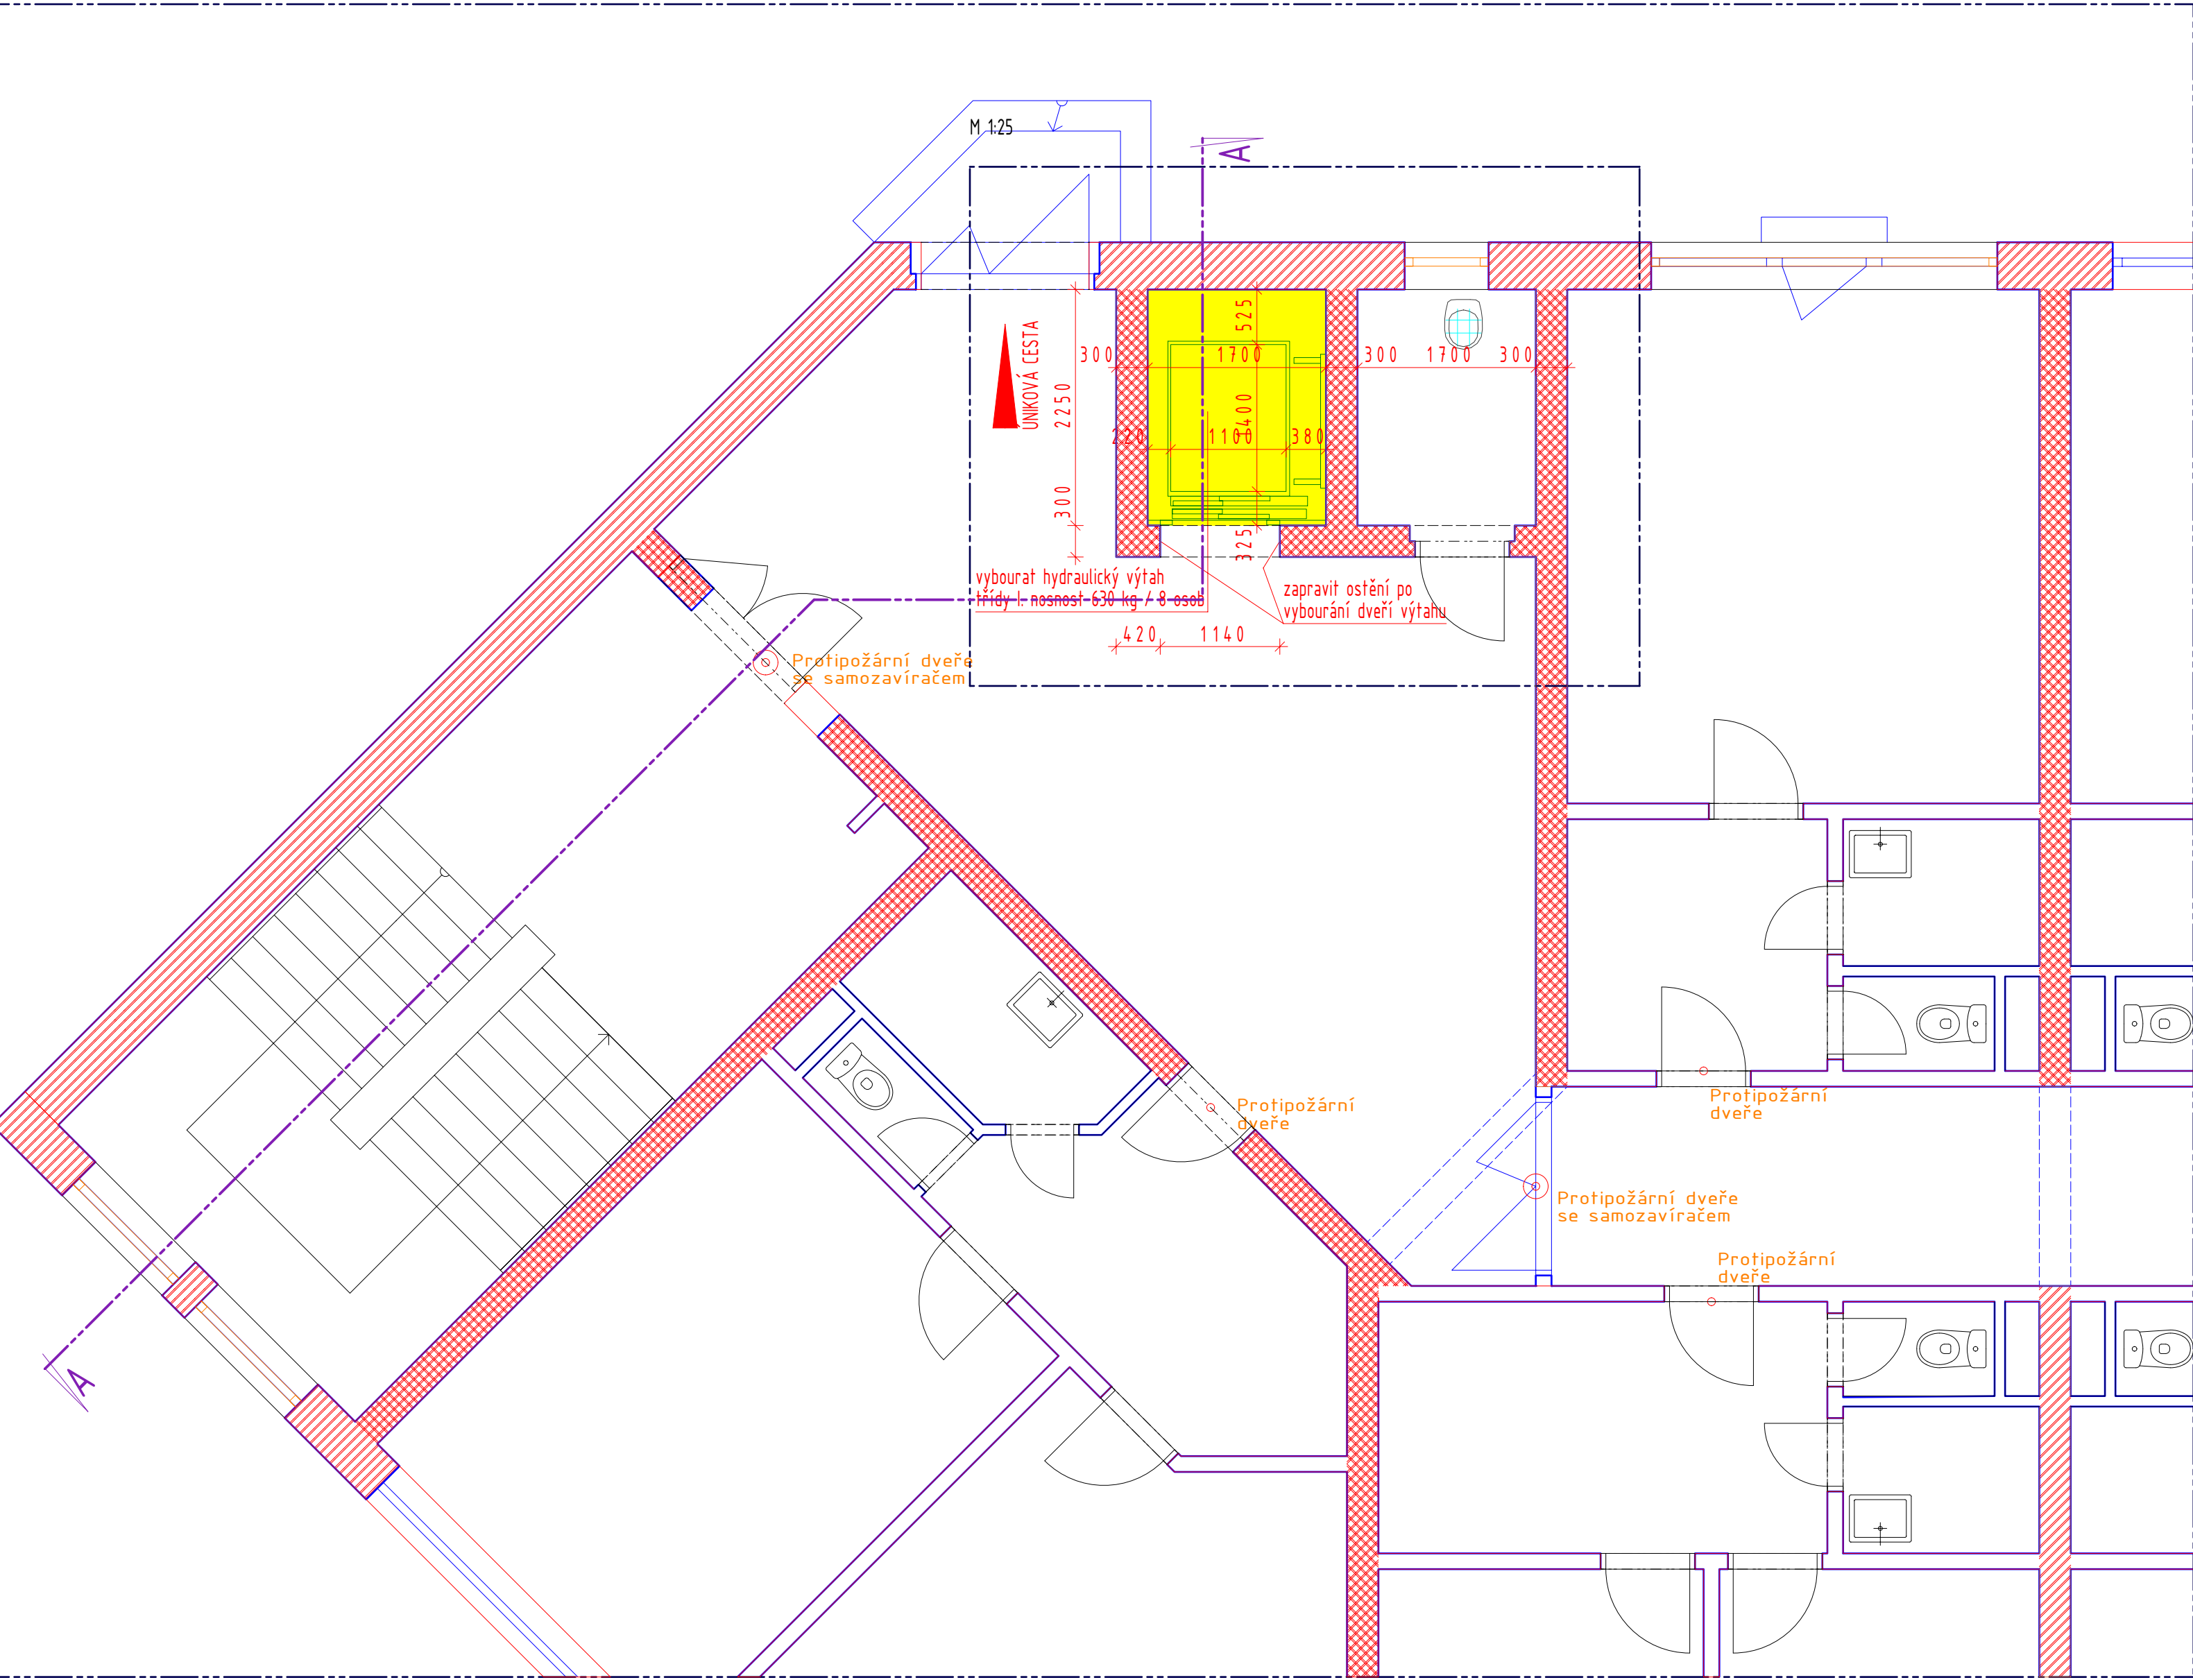 M 1:25
A
ÚNIKOVÁ CESTA
525
300
1700
300
1700
300
2250
1400
220
1100
380
300
325
vybourat hydraulický výtah
třídy I. nosnost 630 kg / 8 osob
zapravit ostění po
vybourání dveří výtahu
420
1140
Protipožární dveře
se samozavíračem
Protipožární
dveře
Protipožární
dveře
Protipožární dveře
se samozavíračem
Protipožární
dveře
A